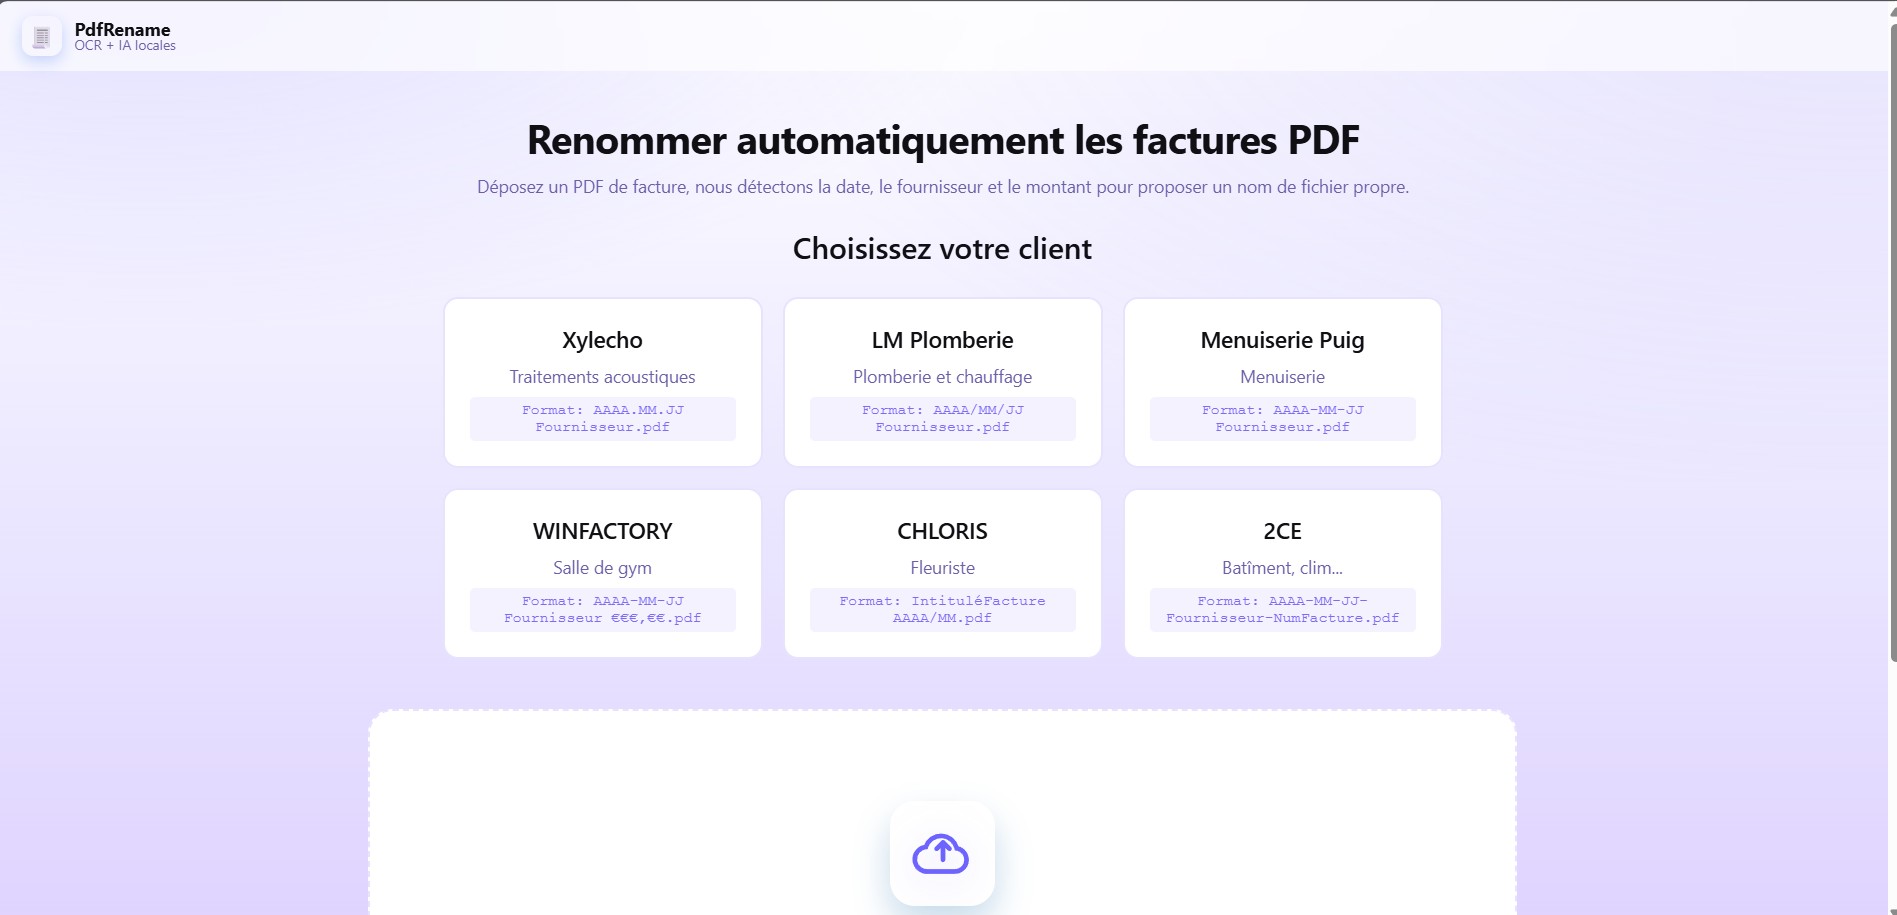 PdfRename
OCR + IA locales
Renommer automatiquement les factures PDF
Déposez un PDF de facture, nous détectons la date, le fournisseur et le montant pour proposer un nom de fichier propre.
Choisissez votre client
Xylecho
Traitements acoustiques
Format: AAAA.MM.JJ
Fournisseur.pdf
LM Plomberie
Plomberie et chauffage
Format: AAAA/MM/JJ
Fournisseur.pdf
Menuiserie Puig
Menuiserie
Format: AAAA-MM-JJ
Fournisseur.pdf
WINFACTORY
Salle de gym
Format: AAAA-MM-JJ
Fournisseur €€€,€€.pdf
CHLORIS
Fleuriste
Format: IntituléFacture
AAAA/MM.pdf
2CE
Batîment, clim...
Format: AAAA-MM-JJ-
Fournisseur-NumFacture.pdf